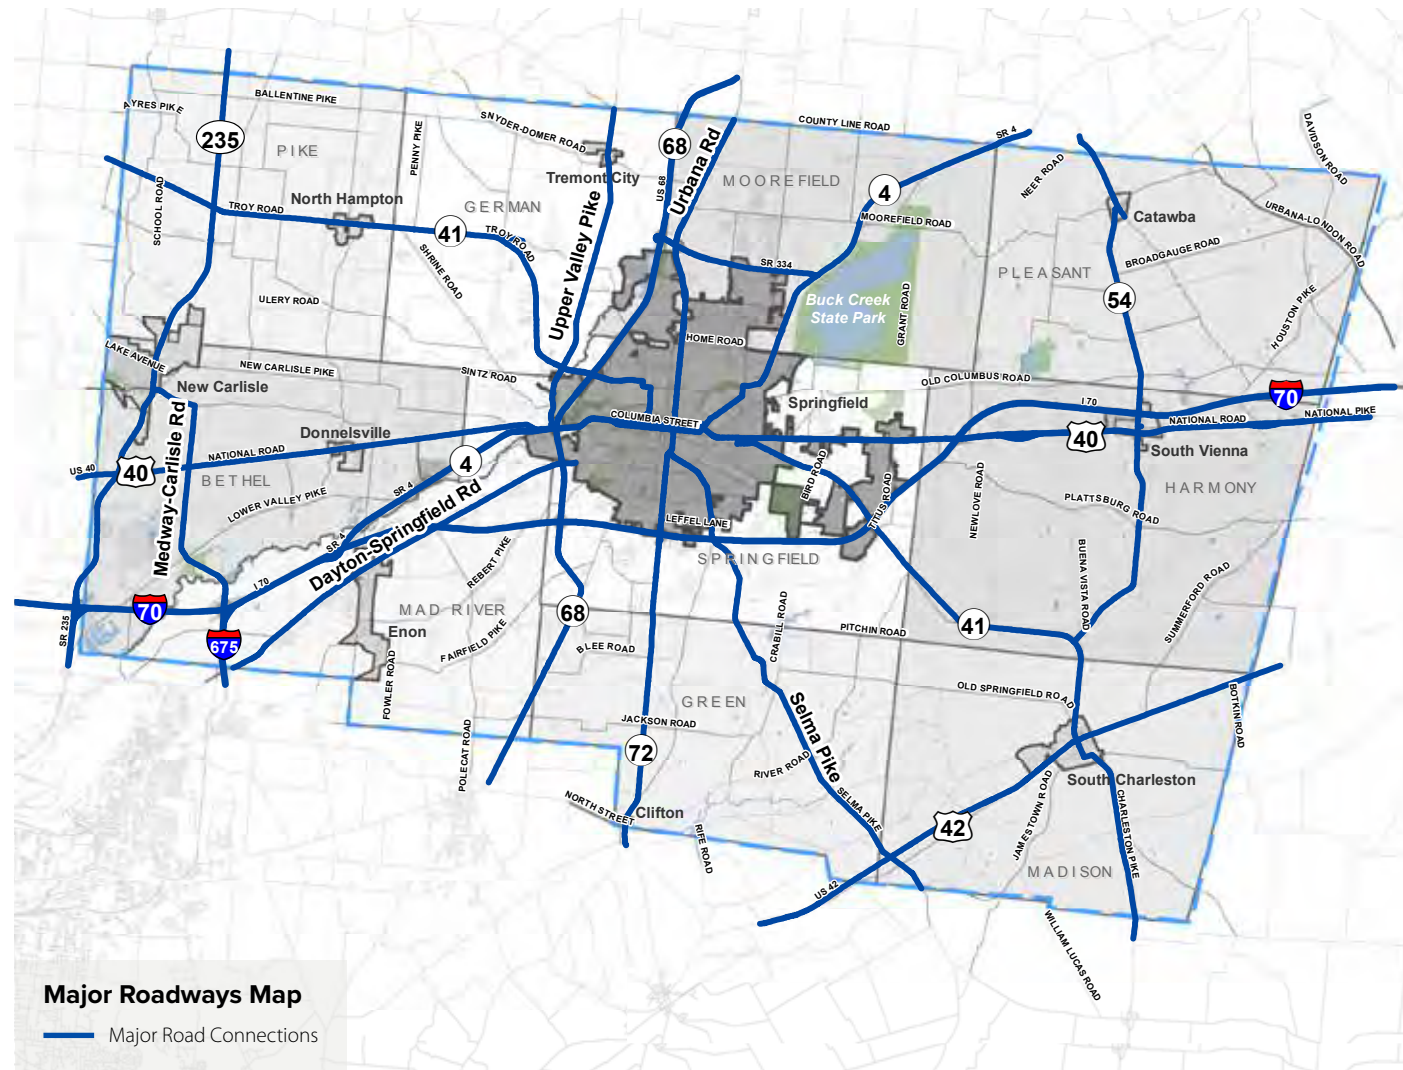 BALLENTINE PIKE
AYRES PIKE
235
PIKE
PENNY PIKE
SNYDER-DOMER ROAD
Tremont City
68
US 68
Urbana Rd
COUNTY LINE ROAD
SR 4
MOOREFIELD
4
MOOREFIELD ROAD
NEER ROAD
DAVIDSON ROAD
Catawba
URBANA-LONDON ROAD
BROADGAUGE ROAD
SCHOOL ROAD
TROY ROAD
North Hampton
GERMAN
41
TROY ROAD
SHRINE ROAD
Upper Valley Pike
SR 334
Buck Creek
State Park
GRANT ROAD
PLEASANT
54
HOUSTON PIKE
ULERY ROAD
HOME ROAD
LAKE AVENUE
NEW CARLISLE PIKE
SINTZ ROAD
OLD COLUMBUS ROAD
New Carlisle
Springfield
I 70
70
NATIONAL ROAD
NATIONAL PIKE
COLUMBIA STREET
Donnelsville
NATIONAL ROAD
US 40
40
Medway-Carlisle Rd
BETHEL
LOWER VALLEY PIKE
4
SR 4
SR 4
Dayton-Springfield Rd
40
South Vienna
HARMONY
BIRD ROAD
TITUS ROAD
NEWLOVE ROAD
PLATTSBURG ROAD
LEFFEL LANE
SPRINGFIELD
REBERT PIKE
BUENA VISTA ROAD
SUMMERFORD ROAD
I 70
70
SR 235
675
MAD RIVER
Enon
FAIRFIELD PIKE
68
BLEE ROAD
CRABILL ROAD
PITCHIN ROAD
41
FOWLER ROAD
POLECAT ROAD
GREEN
JACKSON ROAD
72
Selma Pike
RIVER ROAD
SELMA PIKE
OLD SPRINGFIELD ROAD
BOTKIN ROAD
South Charleston
NORTH STREET
Clifton
RIFE ROAD
42
US 42
JAMESTOWN ROAD
CHARLESTON PIKE
MADISON
WILLIAM LUCAS ROAD
Major Roadways Map
Major Road Connections